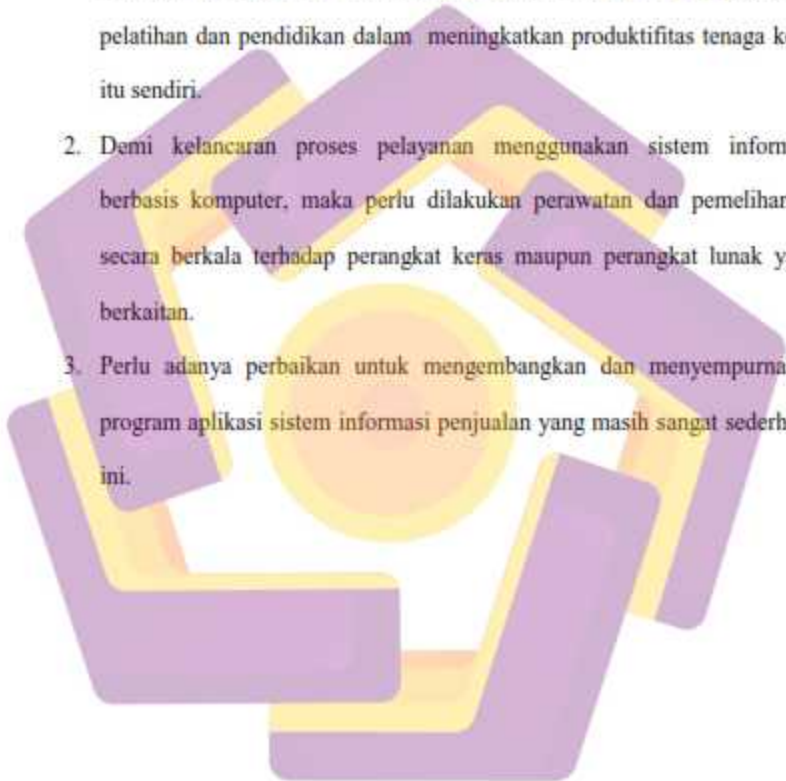 pelatihan dan pendidikan dalam meningkatkan produktifitas tenaga
itu sendiri.
2. Demi kelancaran proses pelayanan menggunakan sistem
berbasis komputer, maka perlu dilakukan perawatan dan
secara berkala terhadap perangkat keras maupun perangkat lunak
berkaitan.
3. Perlu adanya perbaikan untuk mengembangkan dan
program aplikasi sistem informasi penjualan yang masih sangat
ini.